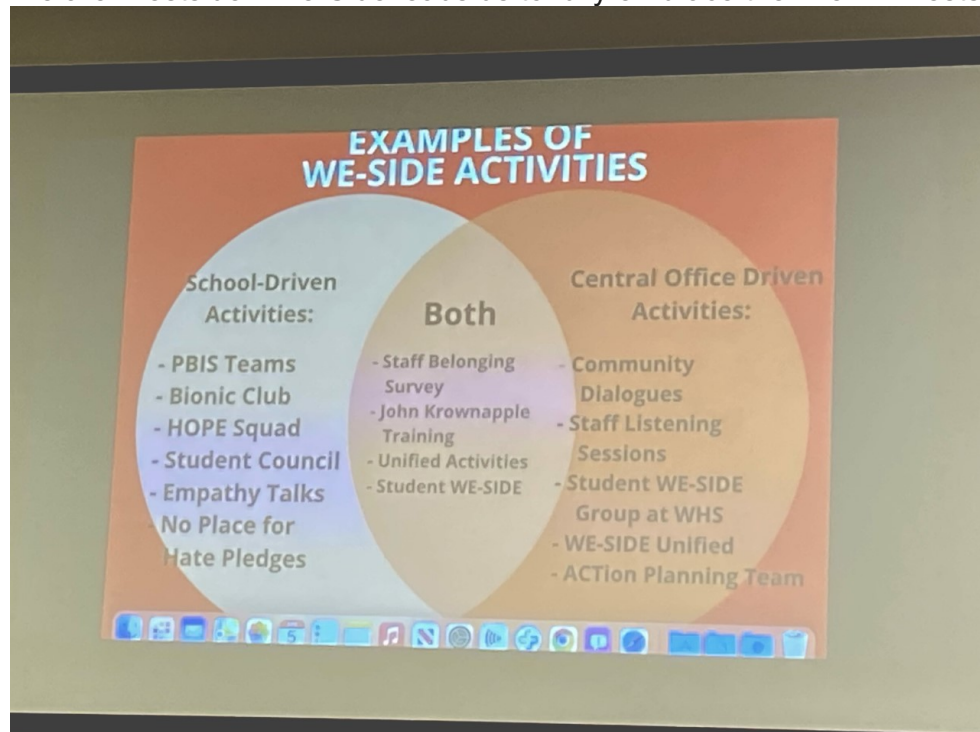 EXAMPLES OF
WE-SIDE ACTIVITIES
School-Driven
Activities:
- PBIS Teams
- Bionic Club
- HOPE Squad
- Student Council
- Empathy Talks
- No Place for
Hate Pledges
Both
- Staff Belonging
Survey
- John Krownapple
Training
- Unified Activities
- Student WE-SIDE
Central Office Driven
Activities:
- Community
Dialogues
- Staff Listening
Sessions
- Student WE-SIDE
Group at WHS
- WE-SIDE Unified
- ACTion Planning Team
5